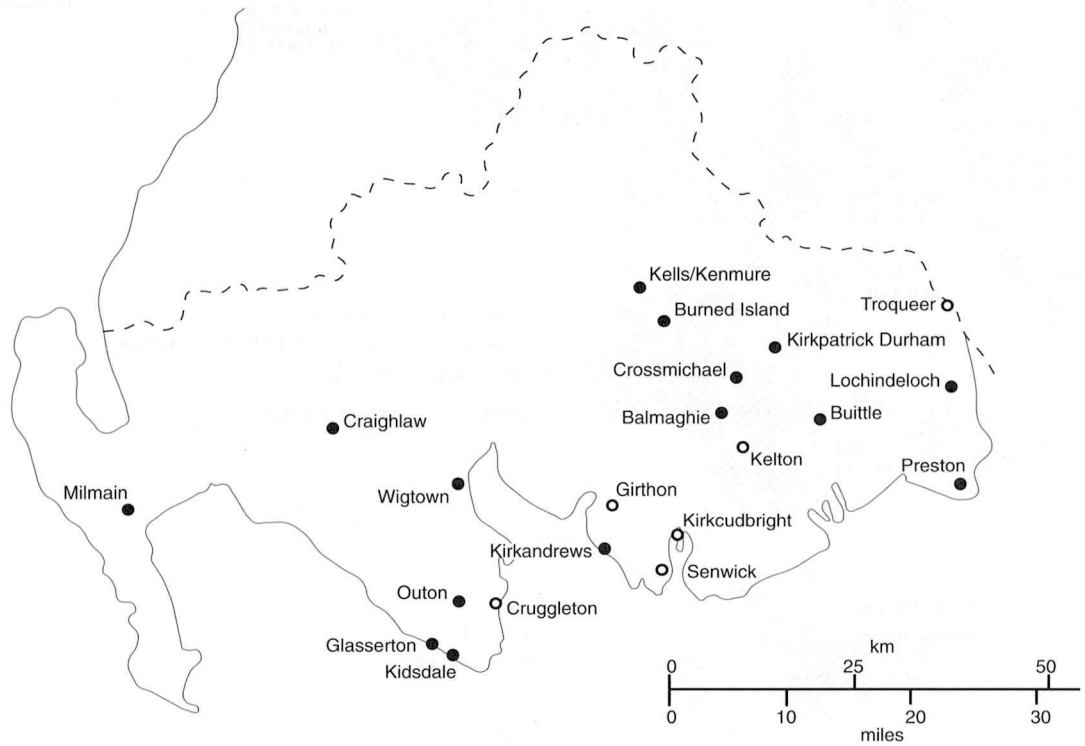 Kells/Kenmure
Burned Island
Troqueer
Kirkpatrick Durham
Crossmichael
Lochindeloch
Balmaghie
Buittle
Craighlaw
Kelton
Preston
Milmain
Wigtown
Girthon
Kirkcudbright
Kirkandrews
Senwick
Outon
Cruggleton
Glasserton
Kidsdale
km
0 25 50
0 10 20 30
miles